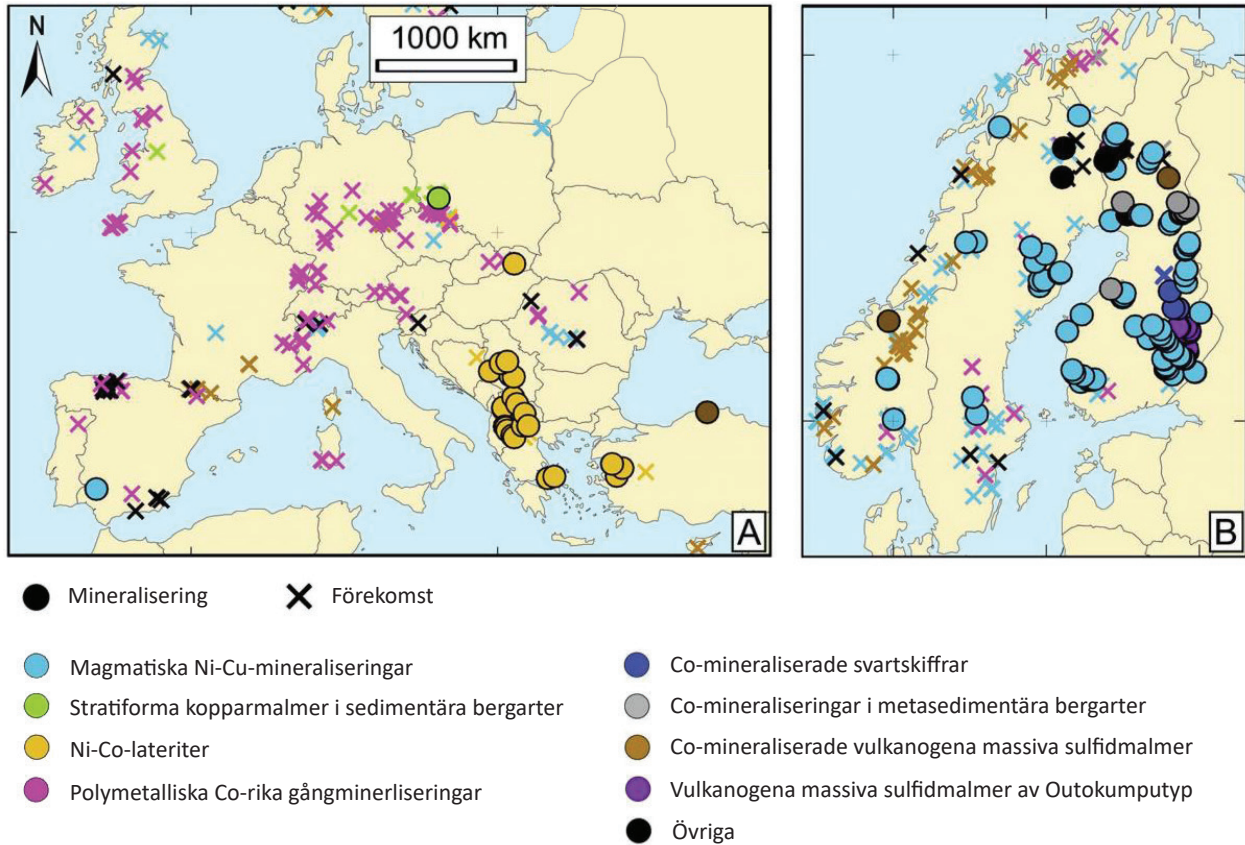 N
1000 km
A
B
Mineralisering
Förekomst
Magmatiska Ni-Cu-mineraliseringar
Stratiforma kopparmalmer i sedimentära bergarter
Ni-Co-lateriter
Polymetalliska Co-rika gångminerliseringar
Co-mineraliserade svartskiffrar
Co-mineraliseringar i metasedimentära bergarter
Co-mineraliserade vulkanogena massiva sulfidmalmer
Vulkanogena massiva sulfidmalmer av Outokumputyp
Övriga